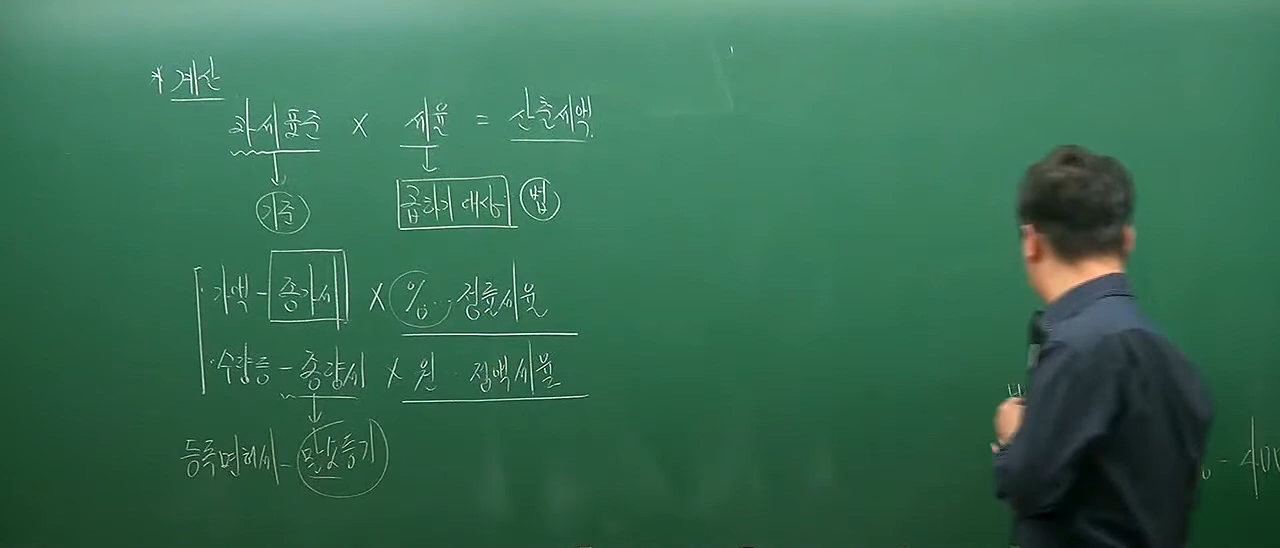 * 계산
과세표준 × 세율 = 산출세액
기준 곱하기 대상 법
· 가액 - 종가세 × % · 정률세율
· 수량 등 - 종량세 × 원 · 정액세율
등록면허세 - 말소등기
- 400